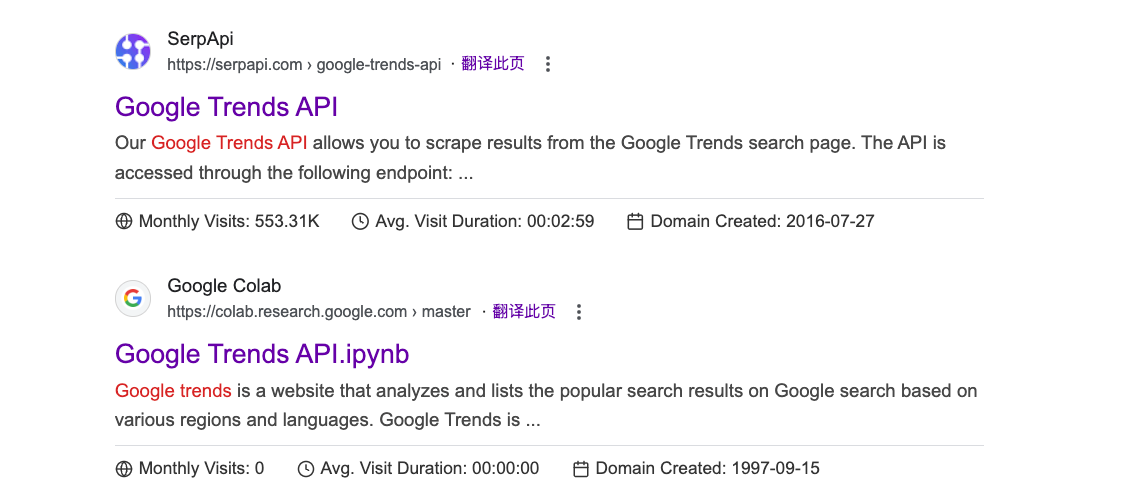 SerpApi
https://serpapi.com › google-trends-api · 翻译此页
Google Trends API
Our Google Trends API allows you to scrape results from the Google Trends search page. The API is
accessed through the following endpoint: ...
Monthly Visits: 553.31K Avg. Visit Duration: 00:02:59 Domain Created: 2016-07-27
Google Colab
https://colab.research.google.com › master · 翻译此页
Google Trends API.ipynb
Google trends is a website that analyzes and lists the popular search results on Google search based on
various regions and languages. Google Trends is ...
Monthly Visits: 0 Avg. Visit Duration: 00:00:00 Domain Created: 1997-09-15